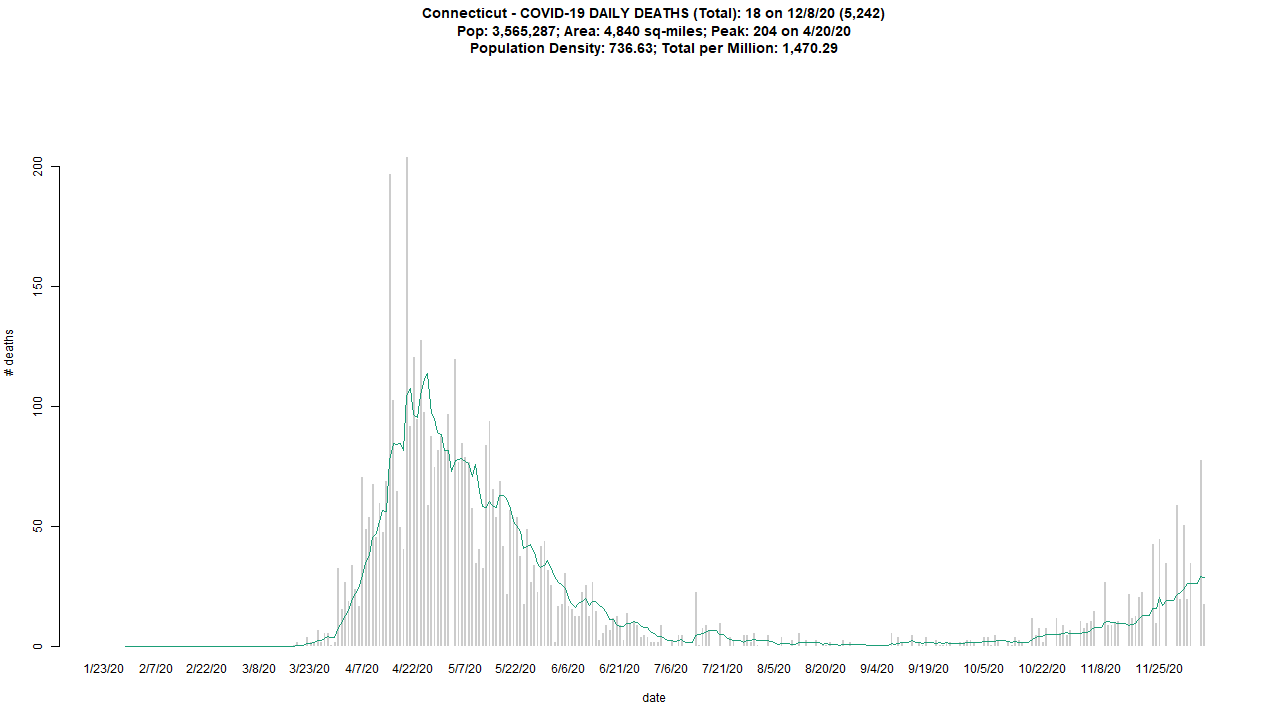 Connecticut - COVID-19 DAILY DEATHS (Total): 18 on 12/8/20 (5,242)
Pop: 3,565,287; Area: 4,840 sq-miles; Peak: 204 on 4/20/20
Population Density: 736.63; Total per Million: 1,470.29
200
150
100
50
0
# deaths
1/23/20 2/7/20 2/22/20 3/8/20 3/23/20 4/7/20 4/22/20 5/7/20 5/22/20 6/6/20 6/21/20 7/6/20 7/21/20 8/5/20 8/20/20 9/4/20 9/19/20 10/5/20 10/22/20 11/8/20 11/25/20
date